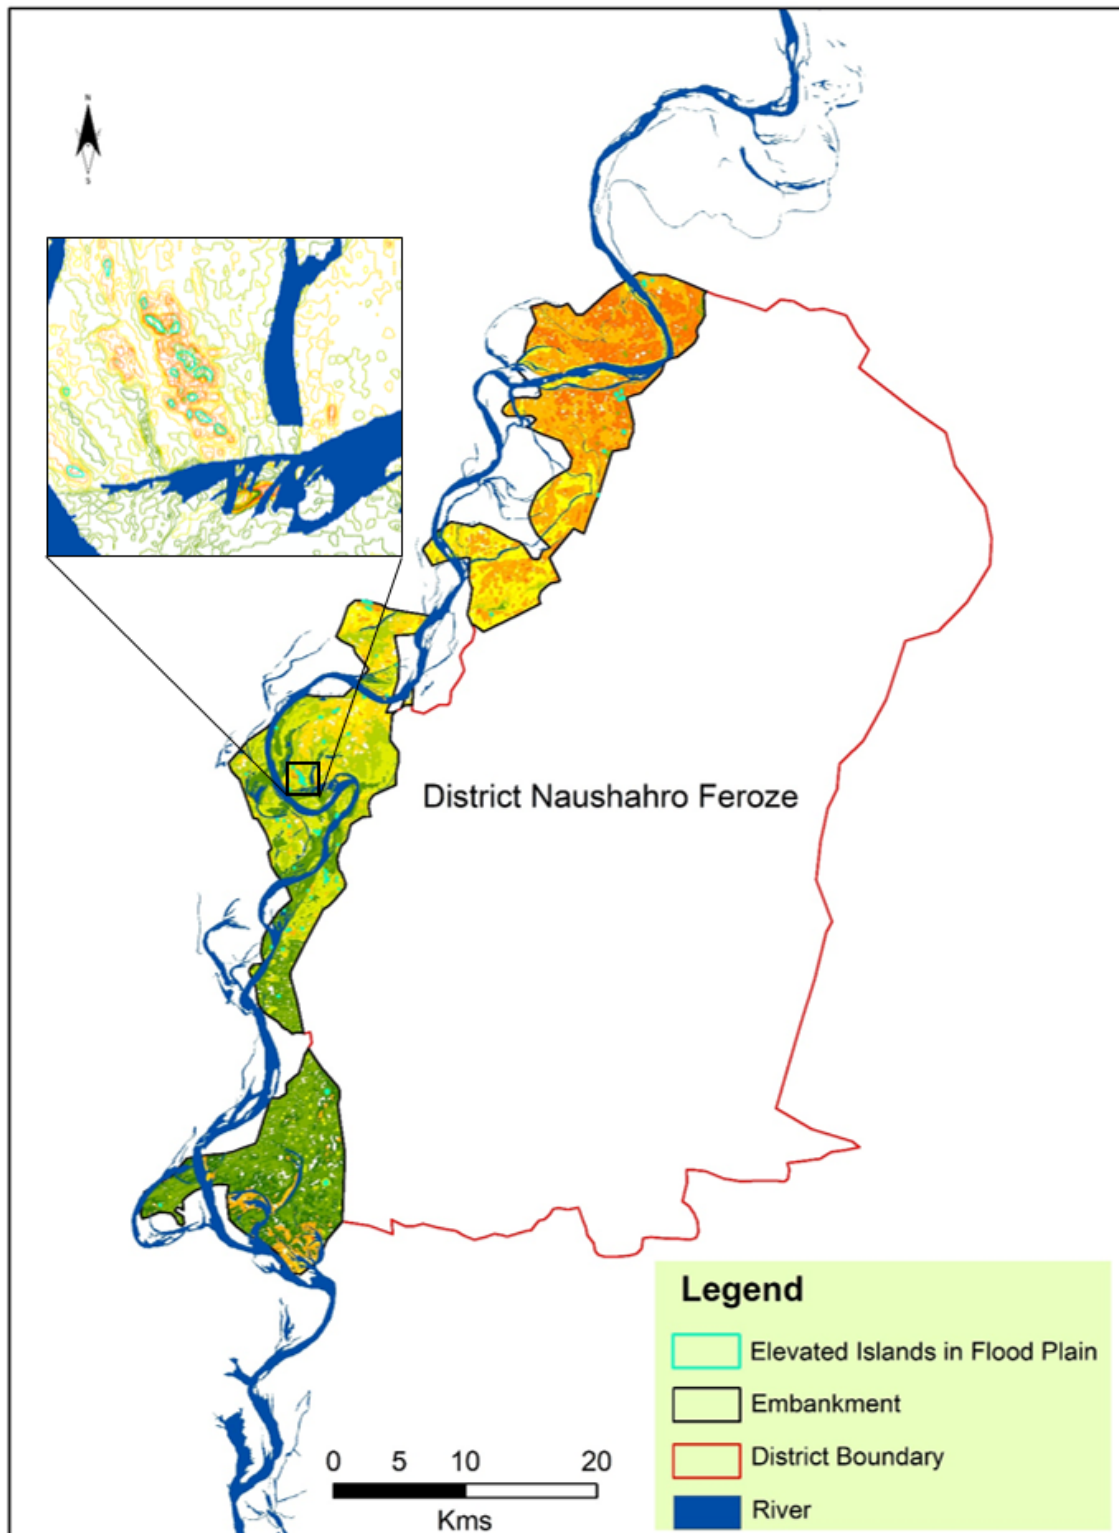 N
S
District Naushahro Feroze
Legend
Elevated Islands in Flood Plain
Embankment
District Boundary
River
0 5 10 20
Kms